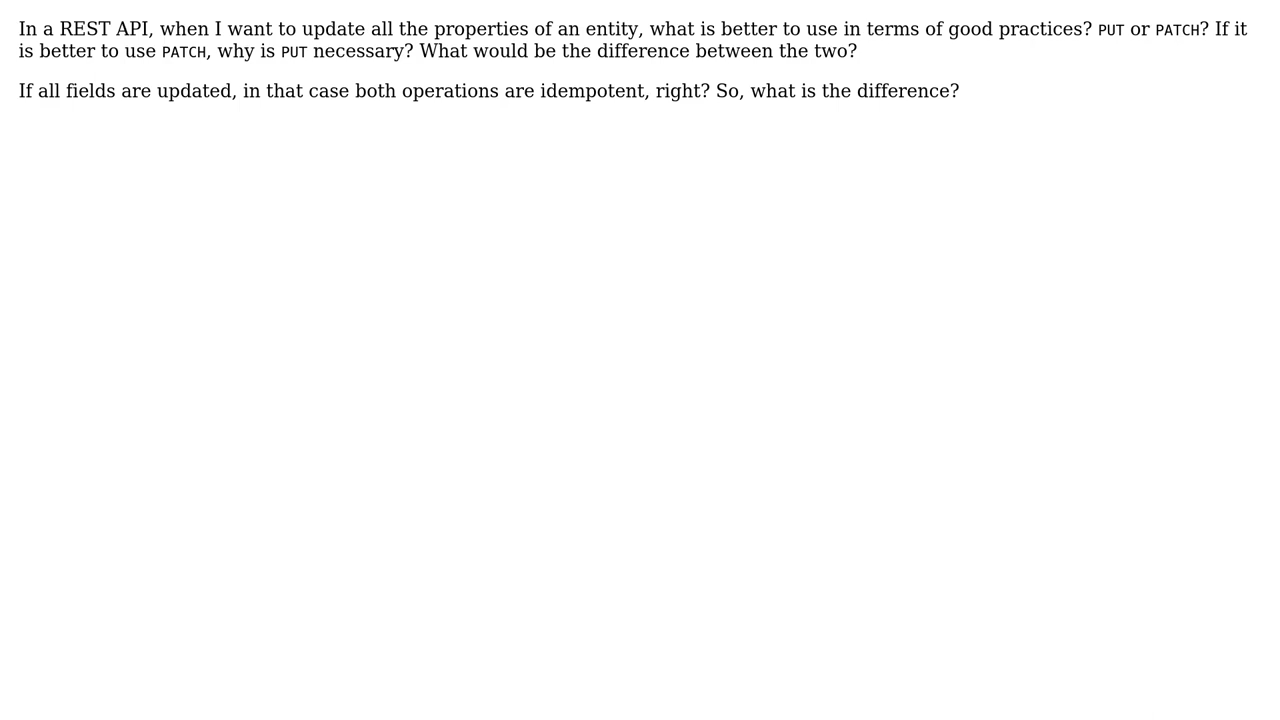 In a REST API, when I want to update all the properties of an entity, what is better to use in terms of good practices? PUT or PATCH? If it
is better to use PATCH, why is PUT necessary? What would be the difference between the two?
If all fields are updated, in that case both operations are idempotent, right? So, what is the difference?